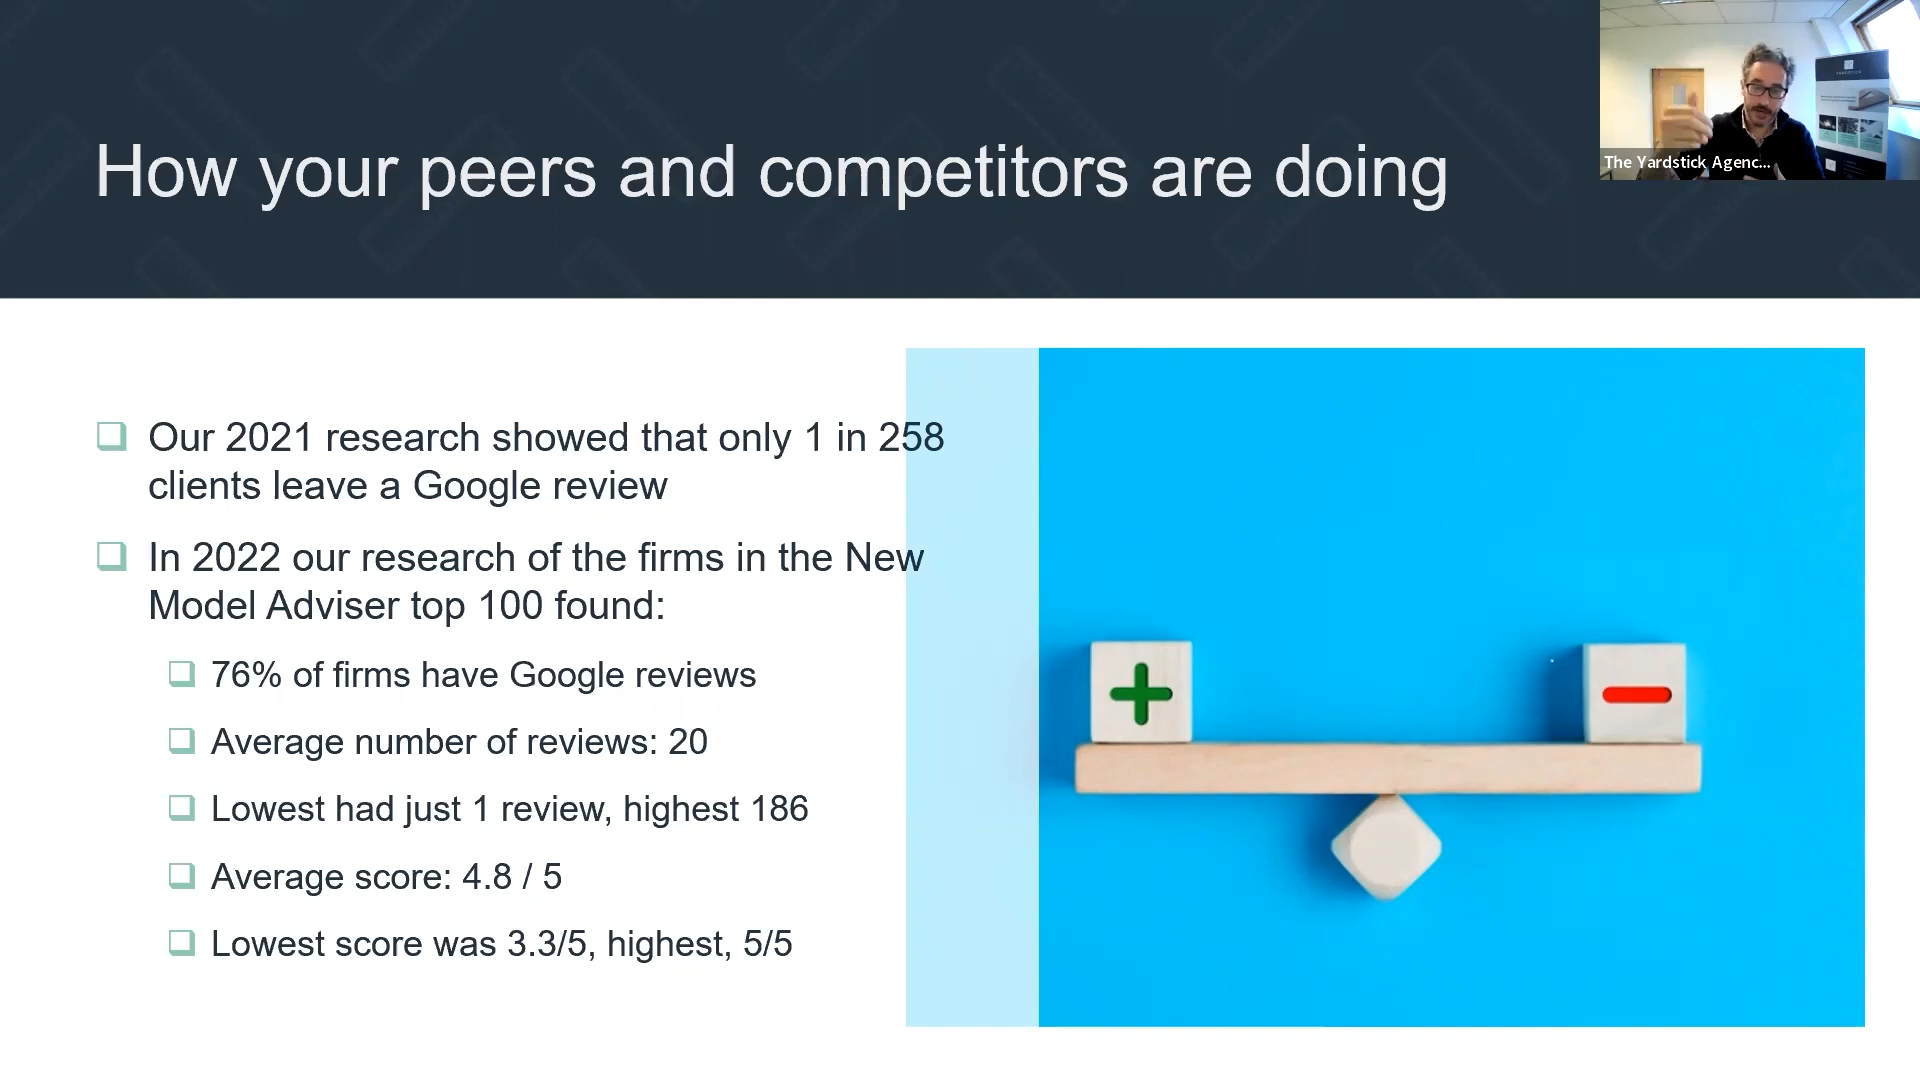 How your peers and competitors are doing
The Yardstick Agenc...
Our 2021 research showed that only 1 in 258
clients leave a Google review
In 2022 our research of the firms in the New
Model Adviser top 100 found:
76% of firms have Google reviews
Average number of reviews: 20
Lowest had just 1 review, highest 186
Average score: 4.8 / 5
Lowest score was 3.3/5, highest, 5/5